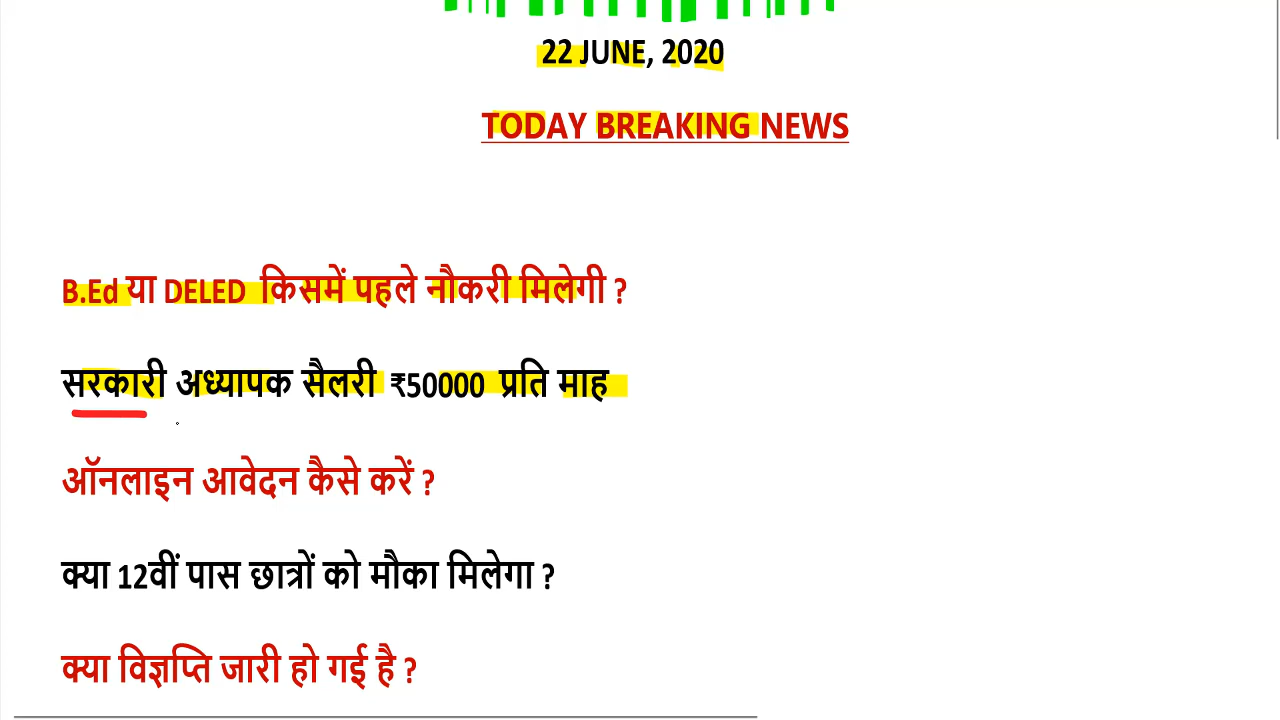 22 JUNE, 2020
TODAY BREAKING NEWS
B.Ed या DELED किसमें पहले नौकरी मिलेगी ?
सरकारी अध्यापक सैलरी ₹50000 प्रति माह
ऑनलाइन आवेदन कैसे करें ?
क्या 12वीं पास छात्रों को मौका मिलेगा ?
क्या विज्ञप्ति जारी हो गई है ?